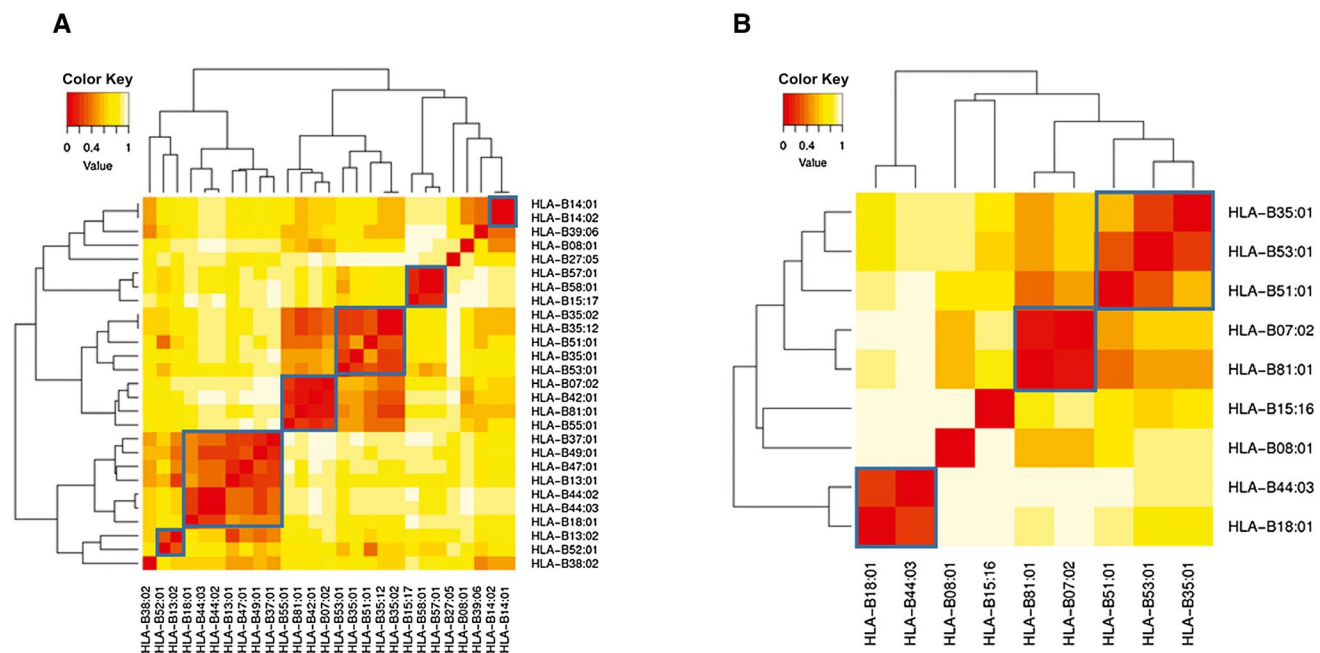 A
Color Key
0 0.4 1
Value
HLA-B14:01
HLA-B14:02
HLA-B39:06
HLA-B08:01
HLA-B27:05
HLA-B57:01
HLA-B58:01
HLA-B15:17
HLA-B35:02
HLA-B35:12
HLA-B51:01
HLA-B35:01
HLA-B53:01
HLA-B07:02
HLA-B42:01
HLA-B81:01
HLA-B55:01
HLA-B37:01
HLA-B49:01
HLA-B47:01
HLA-B13:01
HLA-B44:02
HLA-B44:03
HLA-B18:01
HLA-B13:02
HLA-B52:01
HLA-B38:02
HLA-B38:02
HLA-B52:01
HLA-B13:02
HLA-B18:01
HLA-B44:03
HLA-B44:02
HLA-B13:01
HLA-B47:01
HLA-B49:01
HLA-B37:01
HLA-B55:01
HLA-B81:01
HLA-B42:01
HLA-B07:02
HLA-B53:01
HLA-B35:01
HLA-B51:01
HLA-B35:12
HLA-B35:02
HLA-B15:17
HLA-B58:01
HLA-B57:01
HLA-B27:05
HLA-B08:01
HLA-B39:06
HLA-B14:02
HLA-B14:01
B
Color Key
0 0.4 1
Value
HLA-B35:01
HLA-B53:01
HLA-B51:01
HLA-B07:02
HLA-B81:01
HLA-B15:16
HLA-B08:01
HLA-B44:03
HLA-B18:01
HLA-B18:01
HLA-B44:03
HLA-B08:01
HLA-B15:16
HLA-B81:01
HLA-B07:02
HLA-B51:01
HLA-B53:01
HLA-B35:01